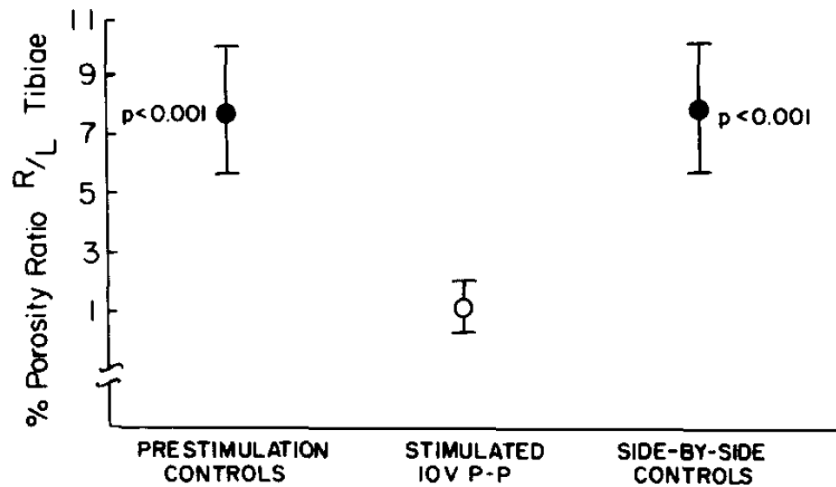 % Porosity Ratio R/L Tibiae
11
9
7
5
3
1
p<0.001
p<0.001
PRESTIMULATION
CONTROLS
STIMULATED
10V P-P
SIDE-BY-SIDE
CONTROLS